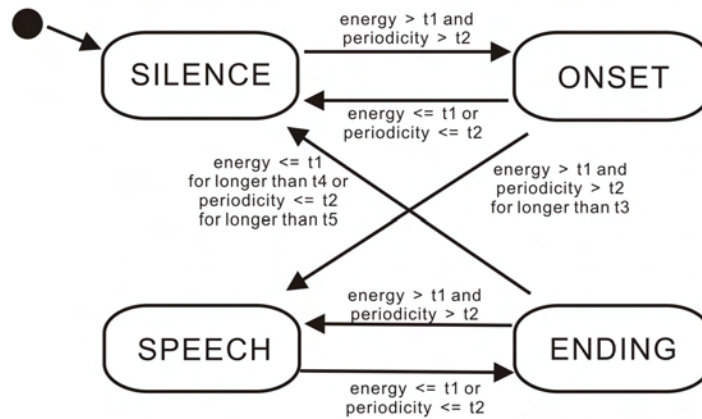 energy > t1 and
periodicity > t2
SILENCE
ONSET
energy <= t1 or
periodicity <= t2
energy <= t1
for longer than t4 or
periodicity <= t2
for longer than t5
energy > t1 and
periodicity > t2
for longer than t3
energy > t1 and
periodicity > t2
SPEECH
ENDING
energy <= t1 or
periodicity <= t2